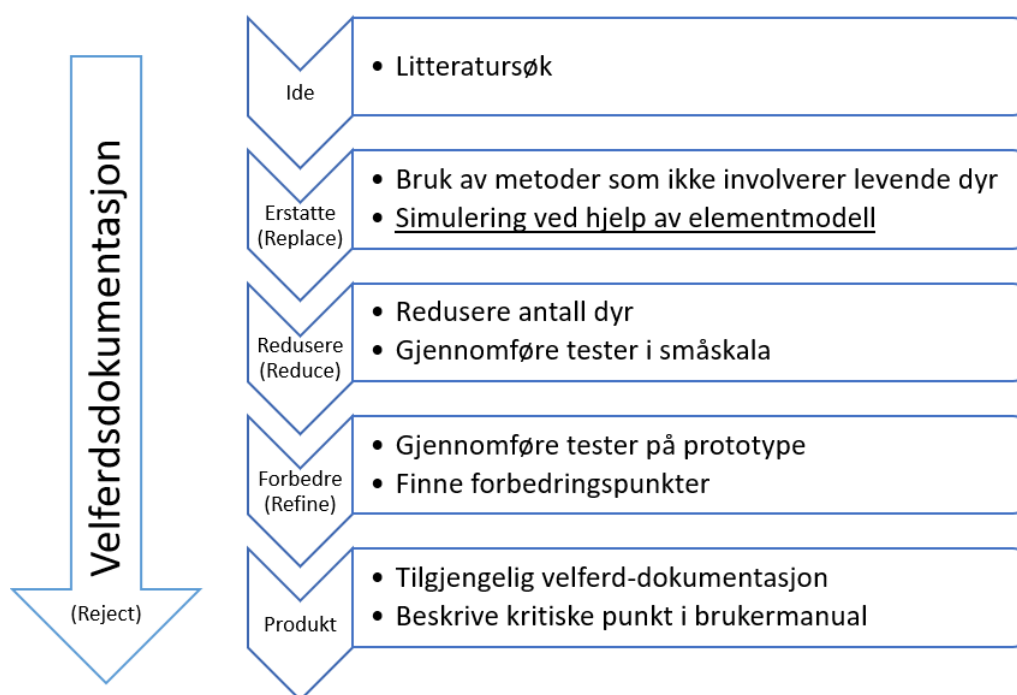 Velferdsdokumentasjon
(Reject)
Ide
• Litteratursøk
Erstatte
(Replace)
• Bruk av metoder som ikke involverer levende dyr
• Simulering ved hjelp av elementmodell
Redusere
(Reduce)
• Redusere antall dyr
• Gjennomføre tester i småskala
Forbedre
(Refine)
• Gjennomføre tester på prototype
• Finne forbedringspunkter
Produkt
• Tilgjengelig velferd-dokumentasjon
• Beskrive kritiske punkt i brukermanual